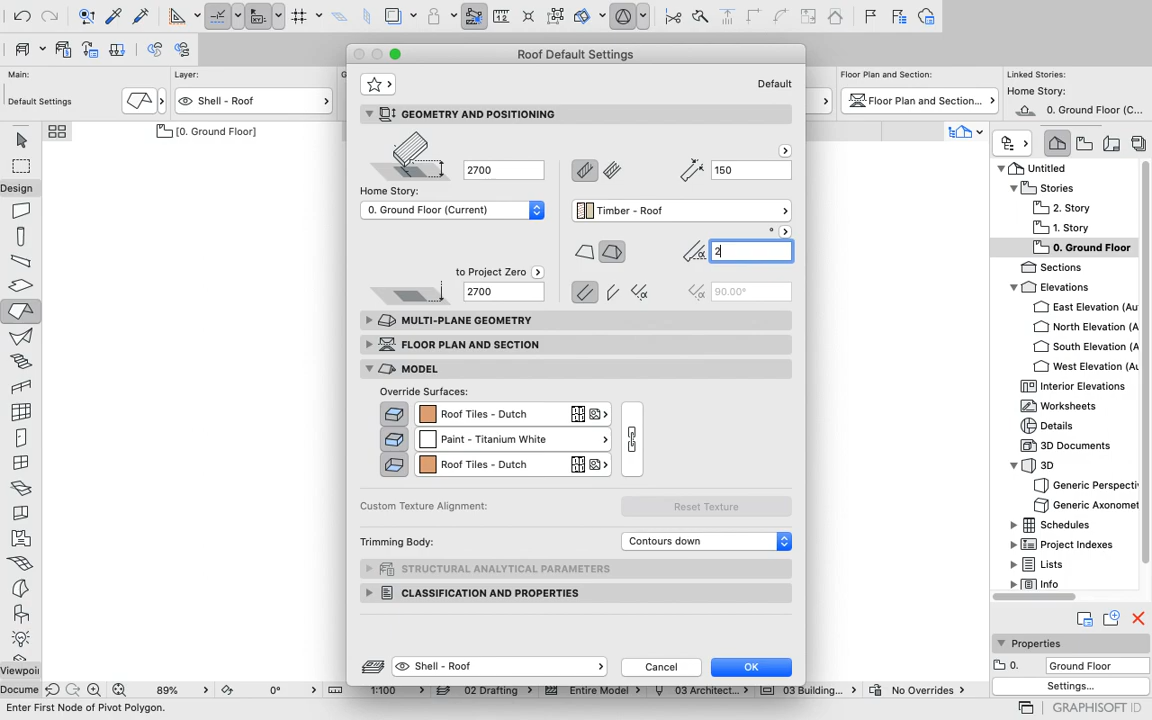 Roof Default Settings
Main:
Layer:
Floor Plan and Section:
Linked Stories:
Default
Home Story:
Default Settings
Shell - Roof
Floor Plan and Section...
0. Ground Floor (C...
[0. Ground Floor]
GEOMETRY AND POSITIONING
2700
150
Home Story:
0. Ground Floor (Current)
Timber - Roof
°
2
to Project Zero
2700
90.00°
MULTI-PLANE GEOMETRY
FLOOR PLAN AND SECTION
MODEL
Override Surfaces:
Roof Tiles - Dutch
Paint - Titanium White
Roof Tiles - Dutch
Custom Texture Alignment:
Reset Texture
Trimming Body:
Contours down
STRUCTURAL ANALYTICAL PARAMETERS
CLASSIFICATION AND PROPERTIES
Shell - Roof
Cancel
OK
Design
Viewpoi
Docume
Untitled
Stories
2. Story
1. Story
0. Ground Floor
Sections
Elevations
East Elevation (Au
North Elevation (A
South Elevation (A
West Elevation (Au
Interior Elevations
Worksheets
Details
3D Documents
3D
Generic Perspecti
Generic Axonomet
Schedules
Project Indexes
Lists
Info
Properties
0.
Ground Floor
Settings...
89%
0°
1:100
02 Drafting
Entire Model
03 Architect...
03 Building...
No Overrides
Enter First Node of Pivot Polygon.
GRAPHISOFT ID